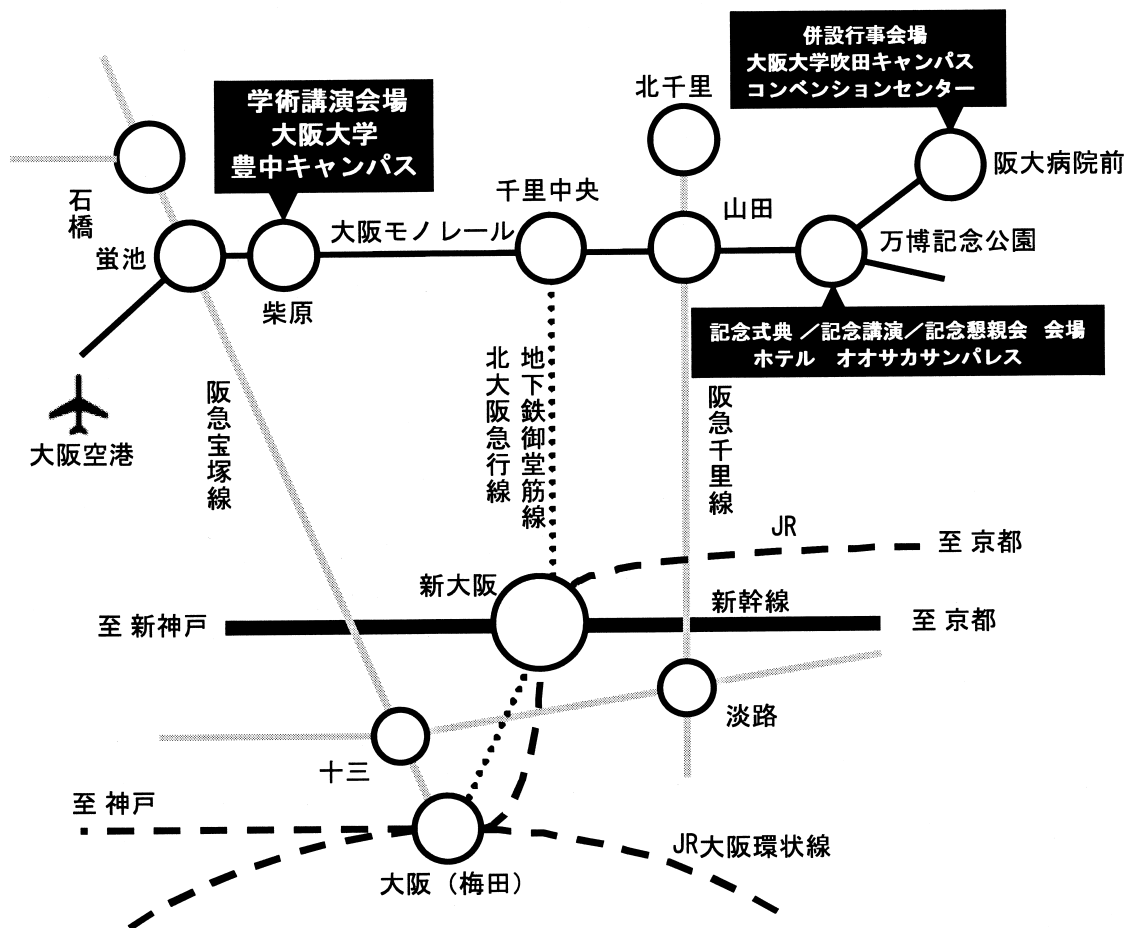 併設行事会場
大阪大学吹田キャンパス
コンベンションセンター
北千里
学術講演会場
大阪大学
豊中キャンパス
阪大病院前
千里中央
石橋
山田
大阪モノレール
万博記念公園
蛍池
柴原
記念式典／記念講演／記念懇親会 会場
ホテル オオサカサンパレス
地下鉄御堂筋線
北大阪急行線
阪急宝塚線
阪急千里線
大阪空港
JR
至 京都
新大阪
新幹線
至 新神戸
至 京都
淡路
十三
至 神戸
JR大阪環状線
大阪（梅田）